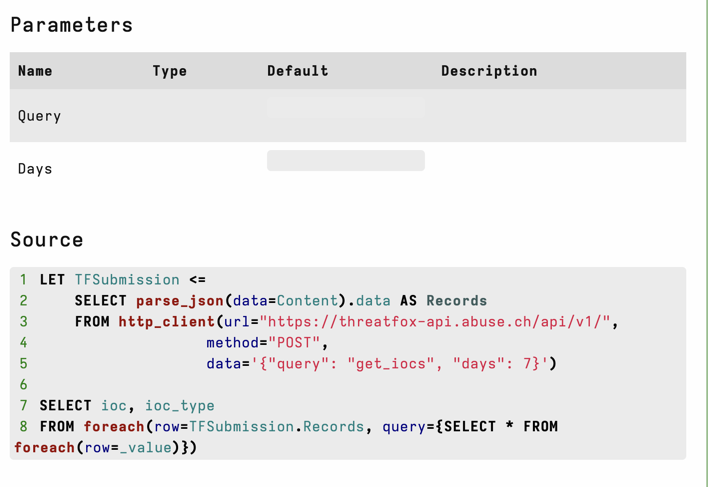 Parameters
Name Type Default Description
Query
Days
Source
1 LET TFSubmission <=
2 SELECT parse_json(data=Content).data AS Records
3 FROM http_client(url="https://threatfox-api.abuse.ch/api/v1/",
4 method="POST",
5 data='{"query": "get_iocs", "days": 7}')
6
7 SELECT ioc, ioc_type
8 FROM foreach(row=TFSubmission.Records, query={SELECT * FROM
foreach(row=_value)})